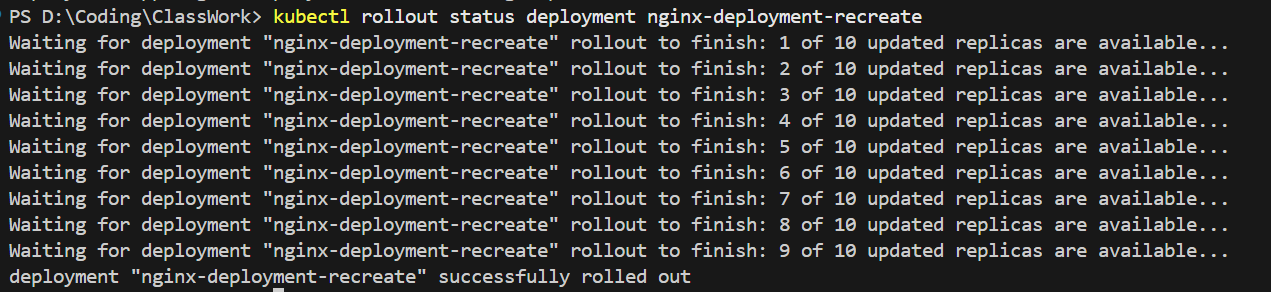 PS D:\Coding\ClassWork> kubectl rollout status deployment nginx-deployment-recreate
Waiting for deployment "nginx-deployment-recreate" rollout to finish: 1 of 10 updated replicas are available...
Waiting for deployment "nginx-deployment-recreate" rollout to finish: 2 of 10 updated replicas are available...
Waiting for deployment "nginx-deployment-recreate" rollout to finish: 3 of 10 updated replicas are available...
Waiting for deployment "nginx-deployment-recreate" rollout to finish: 4 of 10 updated replicas are available...
Waiting for deployment "nginx-deployment-recreate" rollout to finish: 5 of 10 updated replicas are available...
Waiting for deployment "nginx-deployment-recreate" rollout to finish: 6 of 10 updated replicas are available...
Waiting for deployment "nginx-deployment-recreate" rollout to finish: 7 of 10 updated replicas are available...
Waiting for deployment "nginx-deployment-recreate" rollout to finish: 8 of 10 updated replicas are available...
Waiting for deployment "nginx-deployment-recreate" rollout to finish: 9 of 10 updated replicas are available...
deployment "nginx-deployment-recreate" successfully rolled out